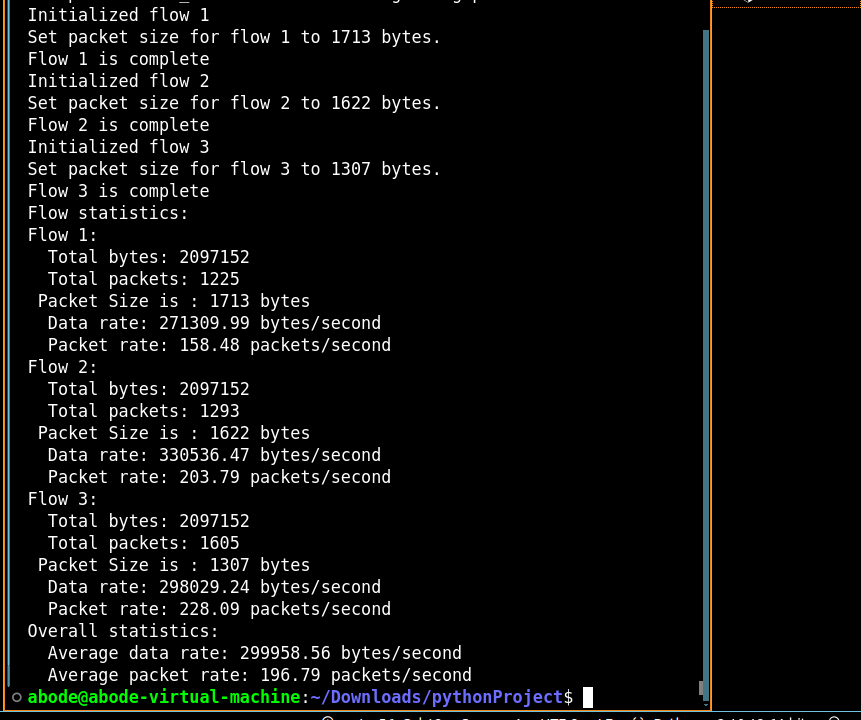 Initialized flow 1
Set packet size for flow 1 to 1713 bytes.
Flow 1 is complete
Initialized flow 2
Set packet size for flow 2 to 1622 bytes.
Flow 2 is complete
Initialized flow 3
Set packet size for flow 3 to 1307 bytes.
Flow 3 is complete
Flow statistics:
Flow 1:
  Total bytes: 2097152
  Total packets: 1225
 Packet Size is : 1713 bytes
  Data rate: 271309.99 bytes/second
  Packet rate: 158.48 packets/second
Flow 2:
  Total bytes: 2097152
  Total packets: 1293
 Packet Size is : 1622 bytes
  Data rate: 330536.47 bytes/second
  Packet rate: 203.79 packets/second
Flow 3:
  Total bytes: 2097152
  Total packets: 1605
 Packet Size is : 1307 bytes
  Data rate: 298029.24 bytes/second
  Packet rate: 228.09 packets/second
Overall statistics:
  Average data rate: 299958.56 bytes/second
  Average packet rate: 196.79 packets/second
abode@abode-virtual-machine:~/Downloads/pythonProject$